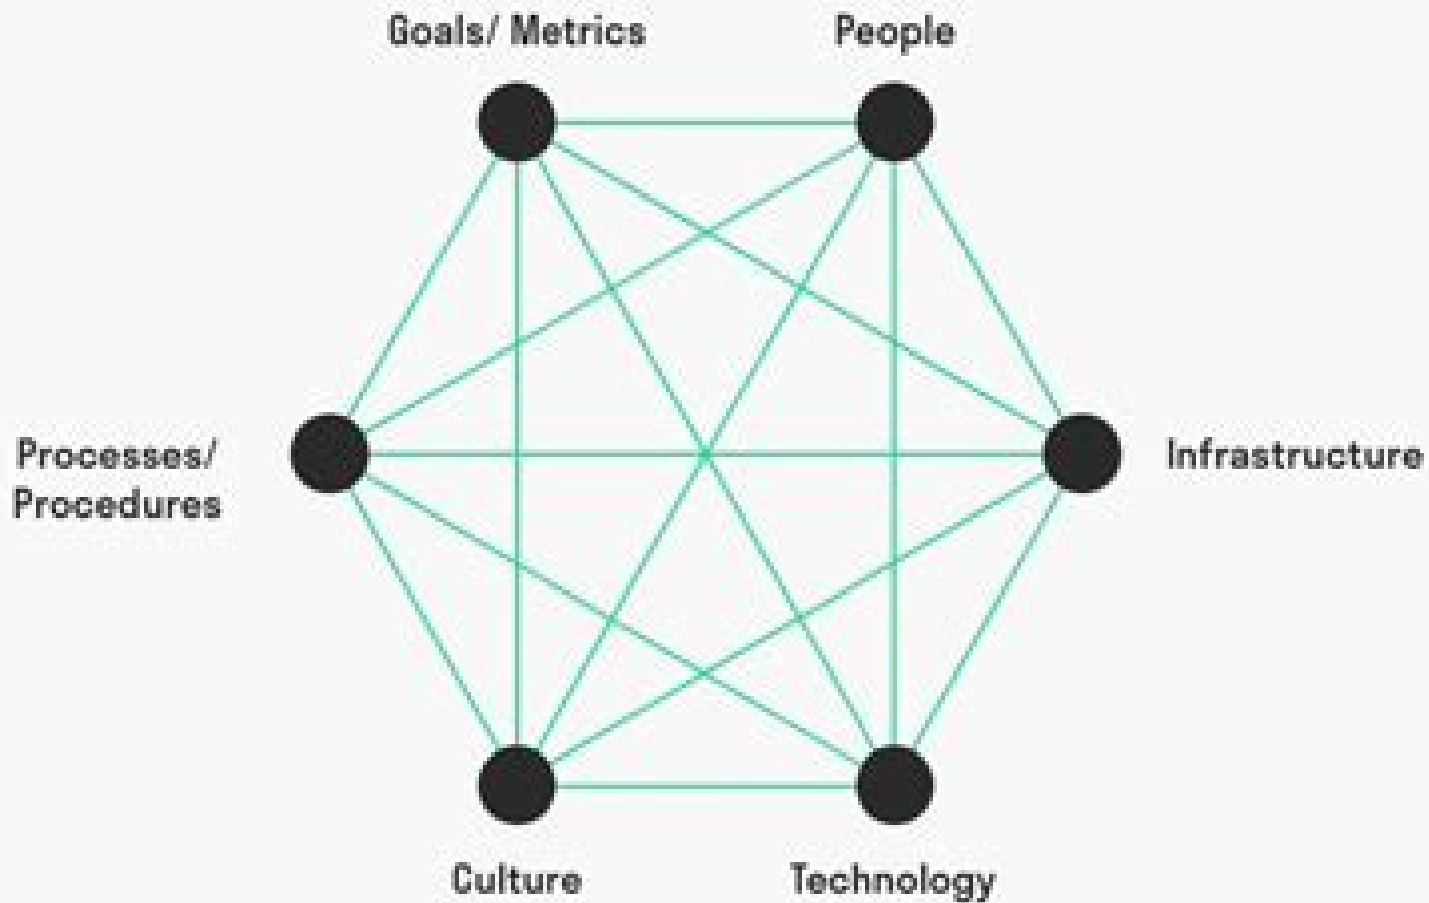 Goals/ Metrics
People
Processes/
Procedures
Infrastructure
Culture
Technology